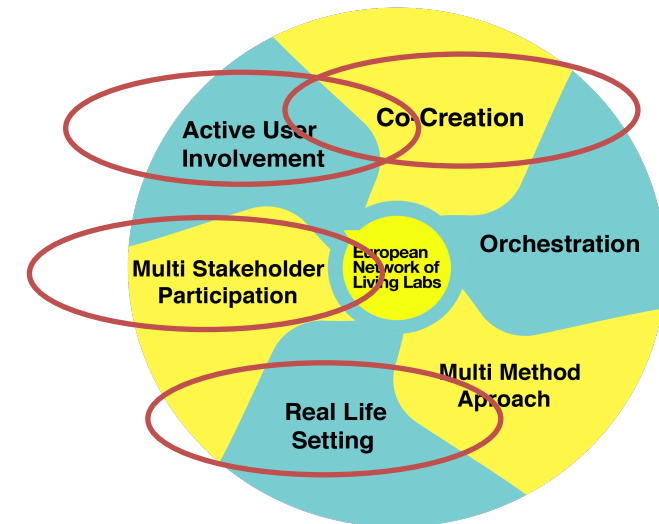 Co-Creation
Active User
Involvement
Orchestration
Multi Stakeholder
Participation
European
Network of
Living Labs
Multi Method
Aproach
Real Life
Setting